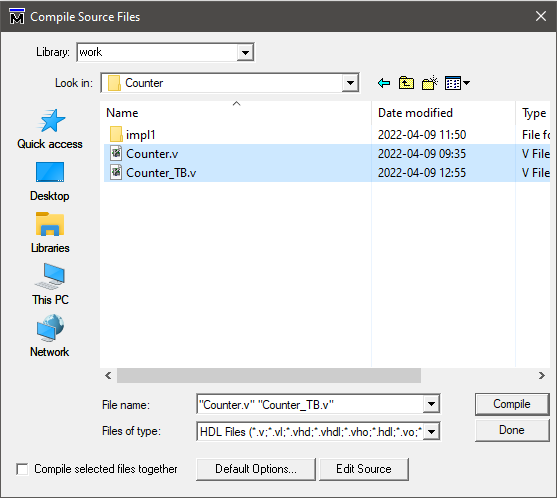 Compile Source Files
Library: work
Look in: Counter
Name Date modified Type
impl1 2022-04-09 11:50 File fo
Counter.v 2022-04-09 09:35 V File
Counter_TB.v 2022-04-09 12:55 V File
Quick access
Desktop
Libraries
This PC
Network
File name: "Counter.v" "Counter_TB.v" Compile
Files of type: HDL Files (*.v;*.vl;*.vhd;*.vhdl;*.vho;*.hdl;*.vo;* Done
Compile selected files together Default Options... Edit Source